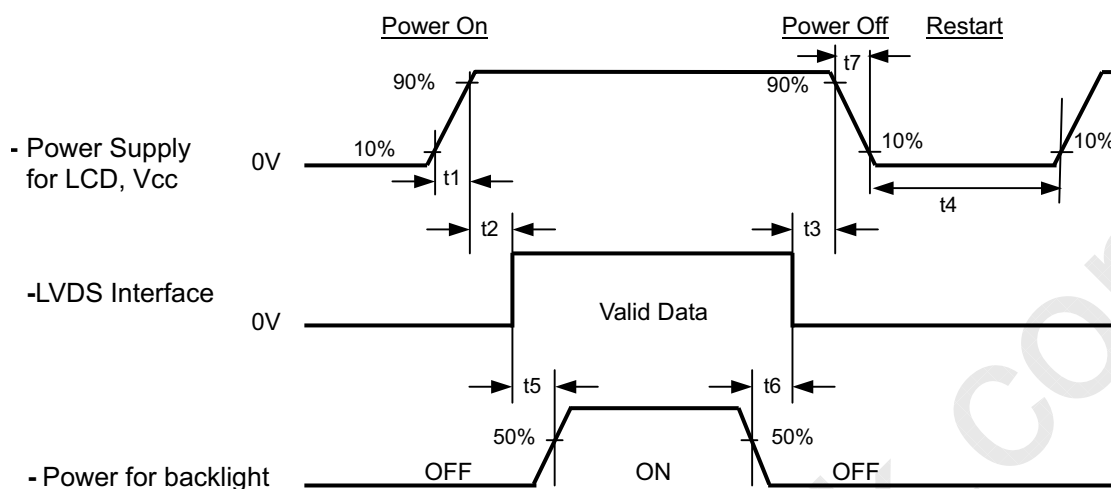 Power On
Power Off Restart
t7
90% 90%
- Power Supply
for LCD, Vcc
0V 10% 10% 10%
t1
t4
t2 t3
-LVDS Interface
0V
Valid Data
t5 t6
50% 50%
- Power for backlight
OFF ON OFF